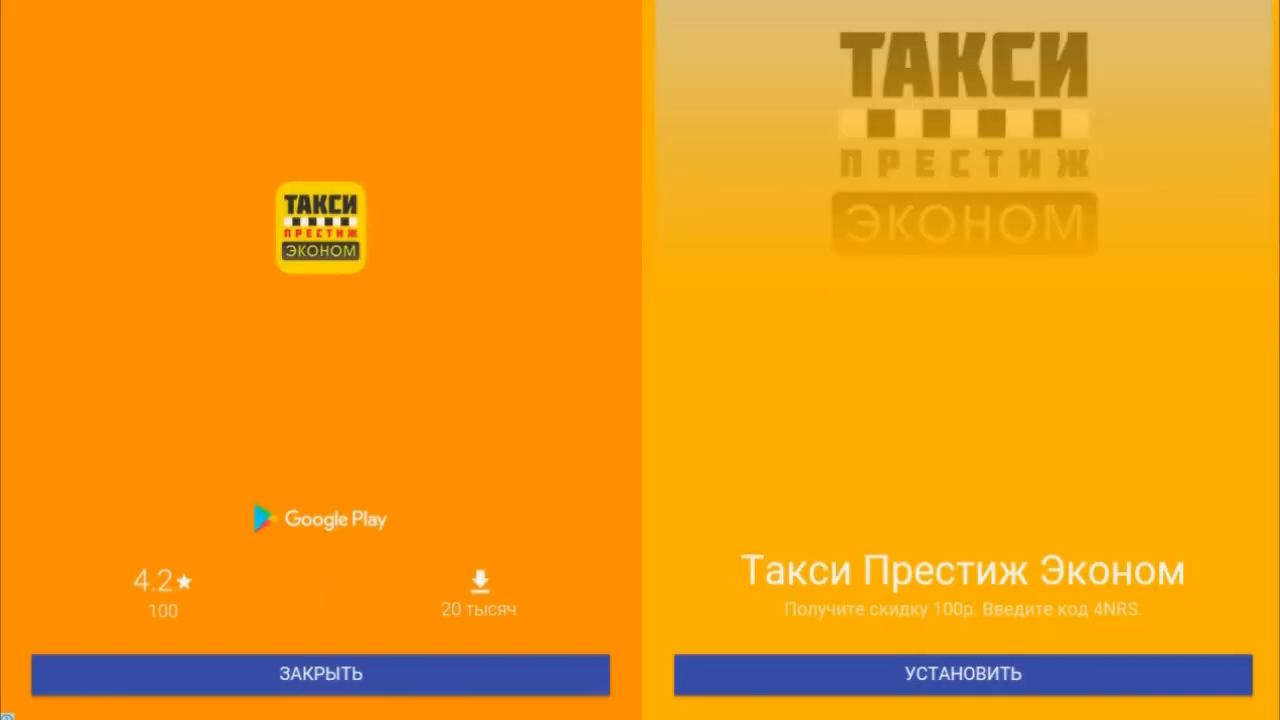 ТАКСИ
ПРЕСТИЖ
ЭКОНОМ
Google Play
4.2★
100
20 тысяч
ЗАКРЫТЬ
ТАКСИ
ПРЕСТИЖ
ЭКОНОМ
Такси Престиж Эконом
Получите скидку 100р. Введите код 4NRS.
УСТАНОВИТЬ